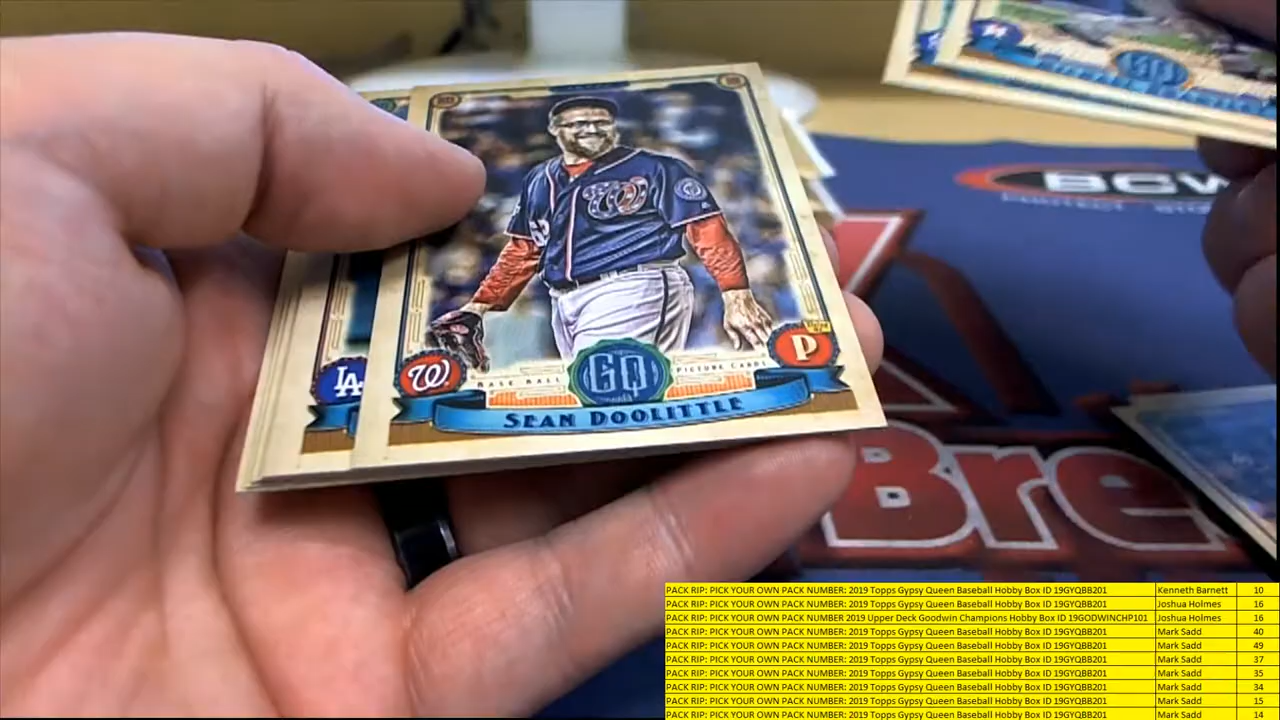 BCW
W
62
W
LA
BASE BALL
GQ
PICTURE CARDS
P
SEAN DOOLITTLE
GQ
Bre
PACK RIP: PICK YOUR OWN PACK NUMBER: 2019 Topps Gypsy Queen Baseball Hobby Box ID 19GYQBB201 Kenneth Barnett 10
PACK RIP: PICK YOUR OWN PACK NUMBER: 2019 Topps Gypsy Queen Baseball Hobby Box ID 19GYQBB201 Joshua Holmes 16
PACK RIP: PICK YOUR OWN PACK NUMBER 2019 Upper Deck Goodwin Champions Hobby Box ID 19GODWINCHP101 Joshua Holmes 16
PACK RIP: PICK YOUR OWN PACK NUMBER: 2019 Topps Gypsy Queen Baseball Hobby Box ID 19GYQBB201 Mark Sadd 40
PACK RIP: PICK YOUR OWN PACK NUMBER: 2019 Topps Gypsy Queen Baseball Hobby Box ID 19GYQBB201 Mark Sadd 49
PACK RIP: PICK YOUR OWN PACK NUMBER: 2019 Topps Gypsy Queen Baseball Hobby Box ID 19GYQBB201 Mark Sadd 37
PACK RIP: PICK YOUR OWN PACK NUMBER: 2019 Topps Gypsy Queen Baseball Hobby Box ID 19GYQBB201 Mark Sadd 35
PACK RIP: PICK YOUR OWN PACK NUMBER: 2019 Topps Gypsy Queen Baseball Hobby Box ID 19GYQBB201 Mark Sadd 34
PACK RIP: PICK YOUR OWN PACK NUMBER: 2019 Topps Gypsy Queen Baseball Hobby Box ID 19GYQBB201 Mark Sadd 15
PACK RIP: PICK YOUR OWN PACK NUMBER: 2019 Topps Gypsy Queen Baseball Hobby Box ID 19GYQBB201 Mark Sadd 14